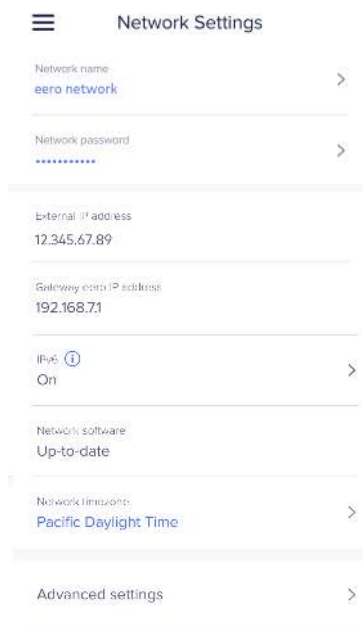 Network Settings
Network name
eero network
Network password
•••••••••••
External IP address
12.345.67.89
Gateway eero IP address
192.168.7.1
IPv6
On
Network software
Up-to-date
Network timezone
Pacific Daylight Time
Advanced settings